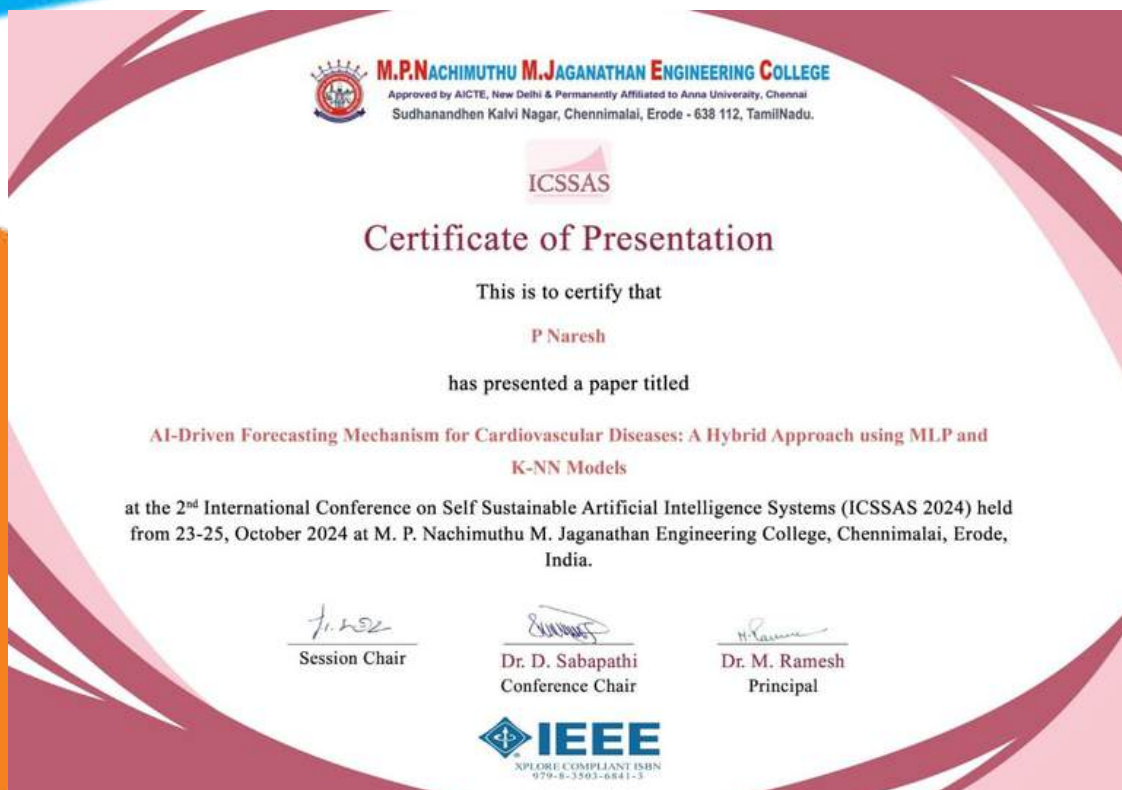 M.P.NACHIMUTHU M.JAGANATHAN ENGINEERING COLLEGE
Approved by AICTE, New Delhi & Permanently Affiliated to Anna University, Chennai
Sudhanandhen Kalvi Nagar, Chennimalai, Erode - 638 112, TamilNadu.
ICSSAS
Certificate of Presentation
This is to certify that
P Naresh
has presented a paper titled
AI-Driven Forecasting Mechanism for Cardiovascular Diseases: A Hybrid Approach using MLP and
K-NN Models
at the 2nd International Conference on Self Sustainable Artificial Intelligence Systems (ICSSAS 2024) held
from 23-25, October 2024 at M. P. Nachimuthu M. Jaganathan Engineering College, Chennimalai, Erode,
India.
Session Chair
Dr. D. Sabapathi
Conference Chair
Dr. M. Ramesh
Principal
IEEE
XPLORE COMPLIANT ISBN
979-8-3503-6841-3